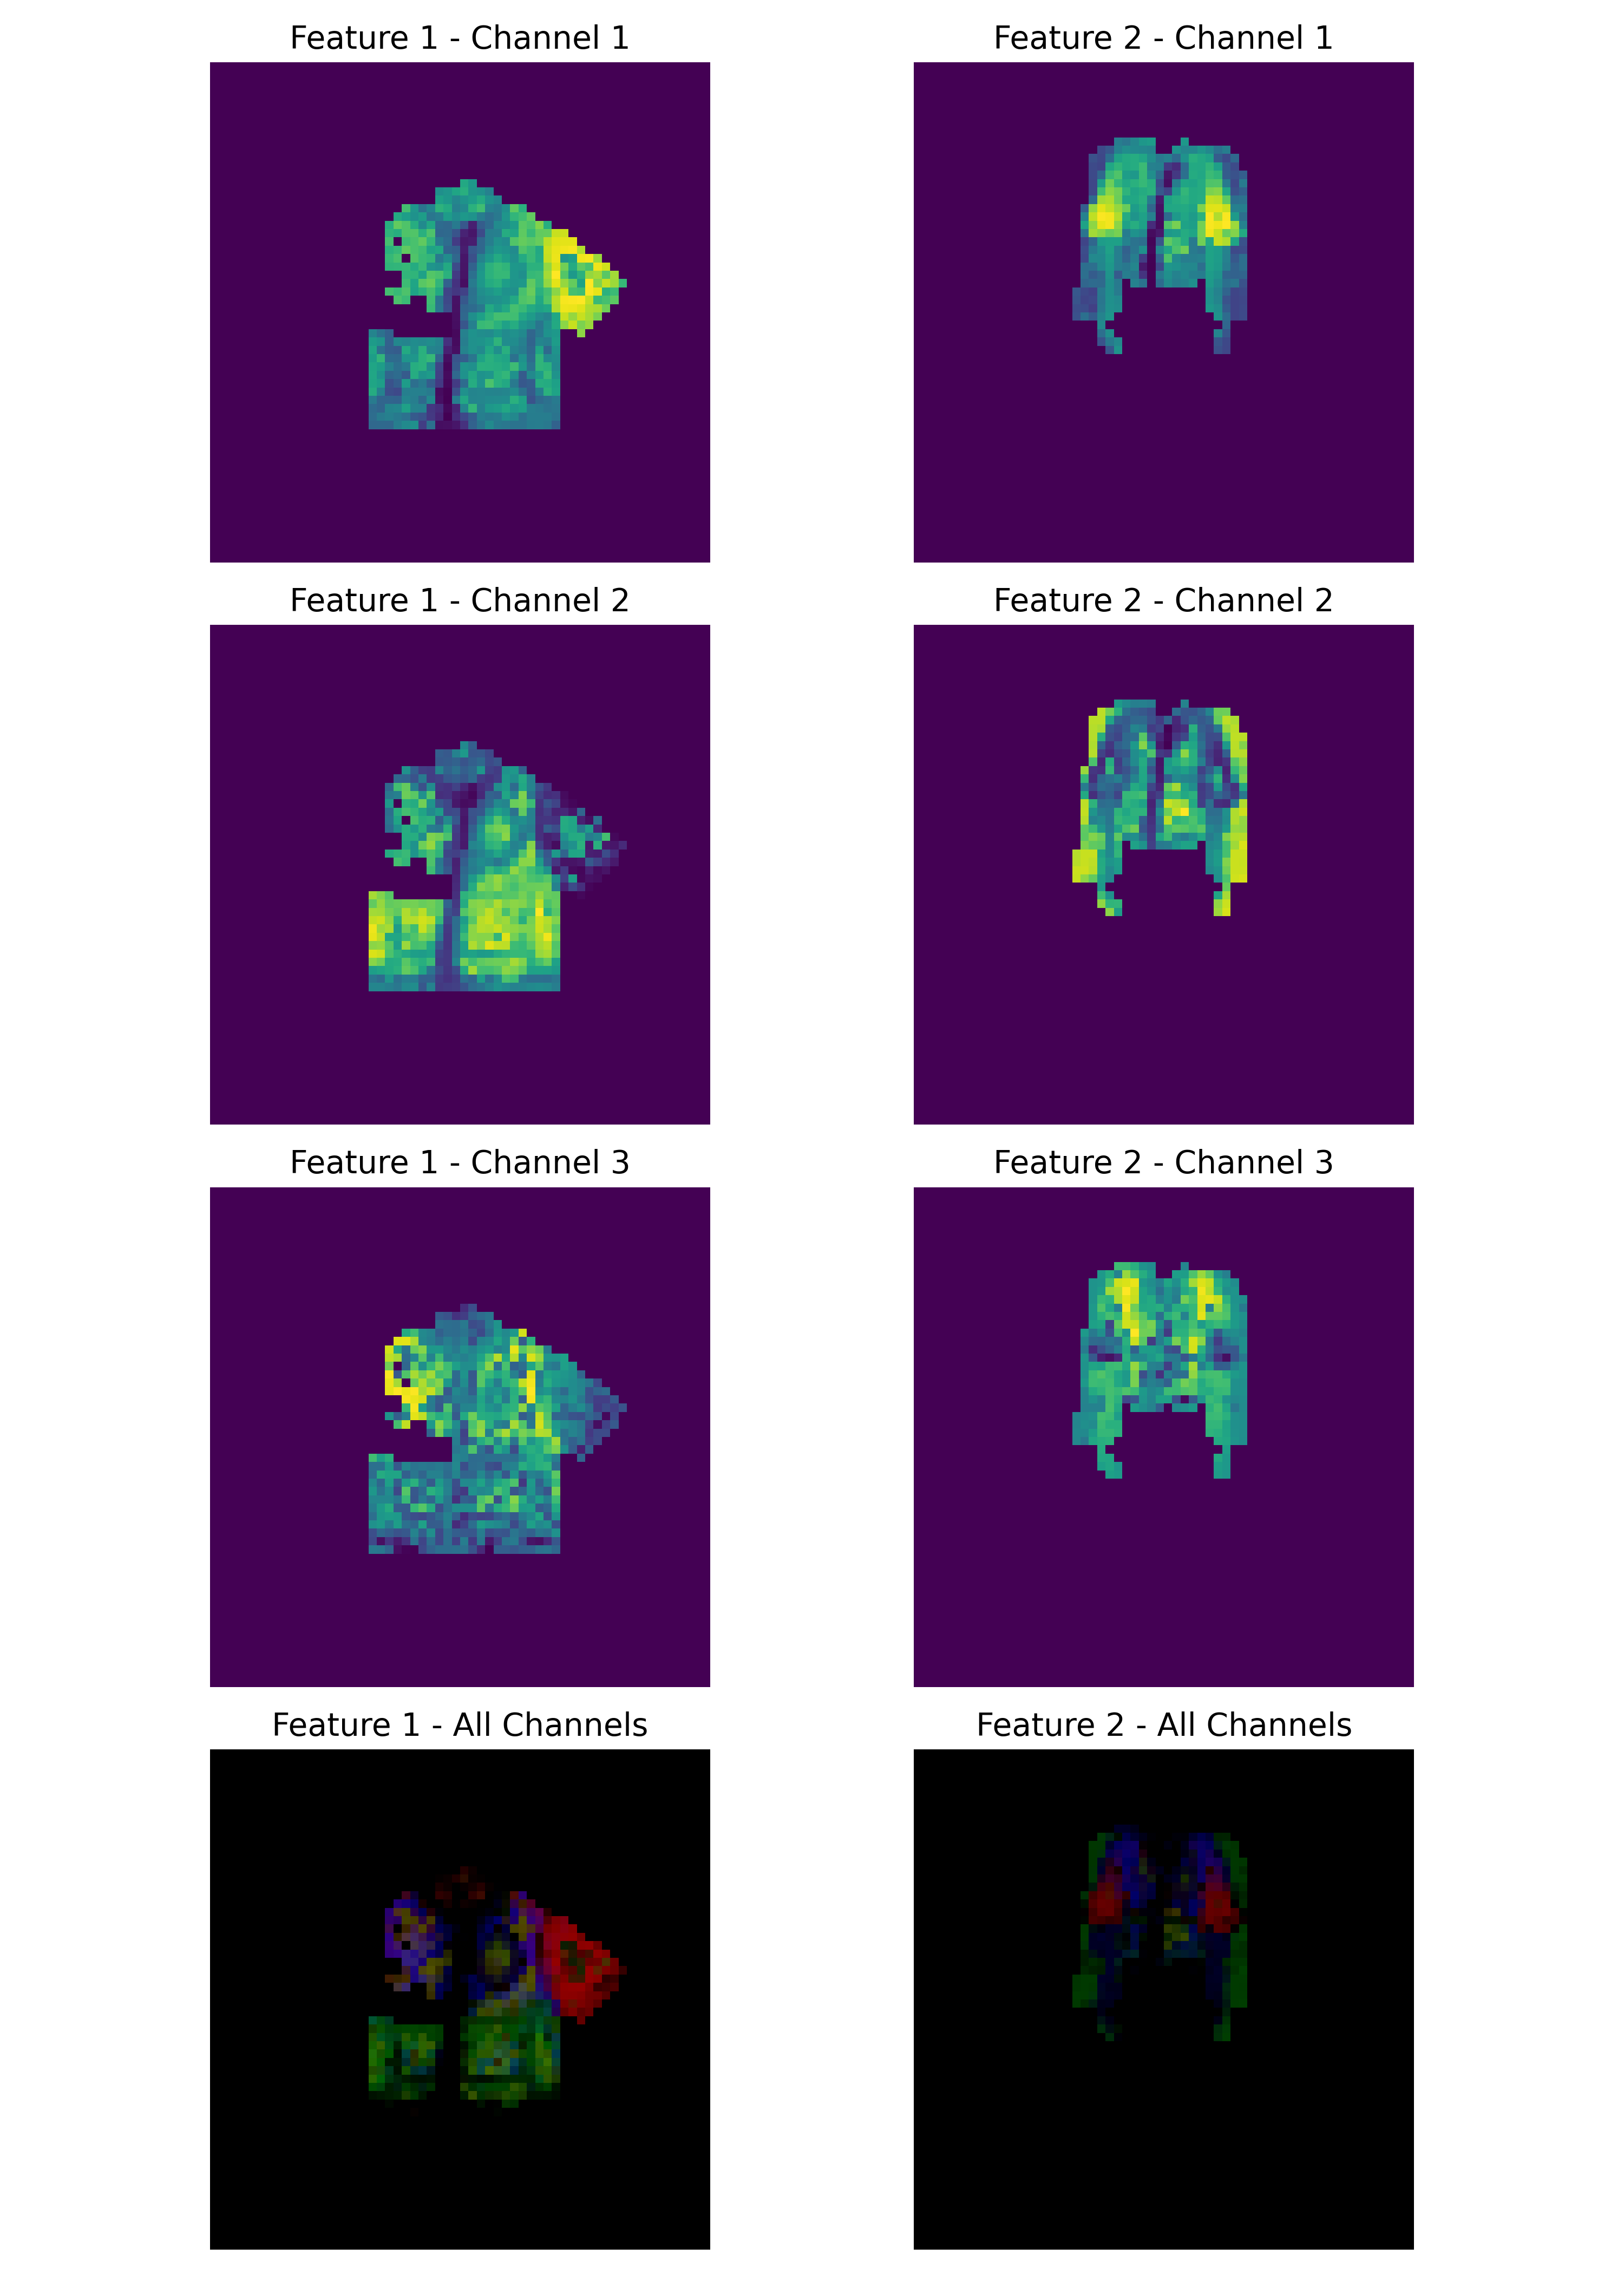 Feature 1 - Channel 1
Feature 2 - Channel 1
Feature 1 - Channel 2
Feature 2 - Channel 2
Feature 1 - Channel 3
Feature 2 - Channel 3
Feature 1 - All Channels
Feature 2 - All Channels